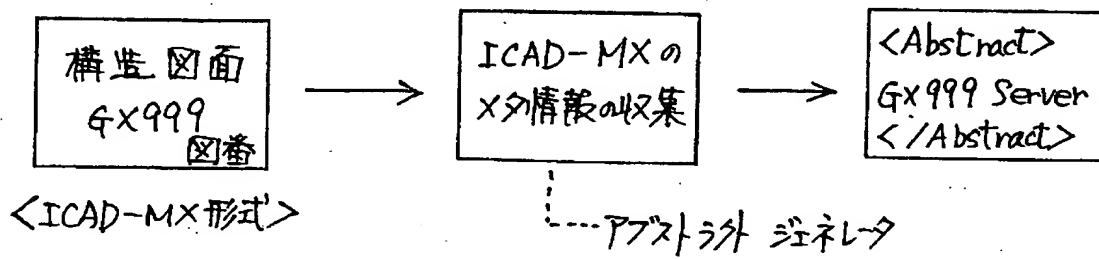 構造図面
GX999
図番
<ICAD-MX形式>
ICAD-MXの
メタ情報の収集
アブストラクト ジェネレータ
<Abstract>
GX999 Server
</Abstract>